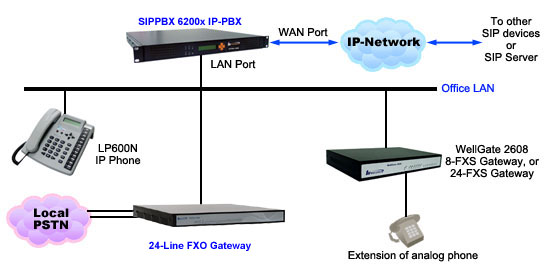 SIPPBX 6200x IP-PBX
WAN Port
IP-Network
To other
SIP devices
or
SIP Server
LAN Port
Office LAN
LP600N
IP Phone
WellGate 2608
8-FXS Gateway, or
24-FXS Gateway
Local
PSTN
24-Line FXO Gateway
Extension of analog phone